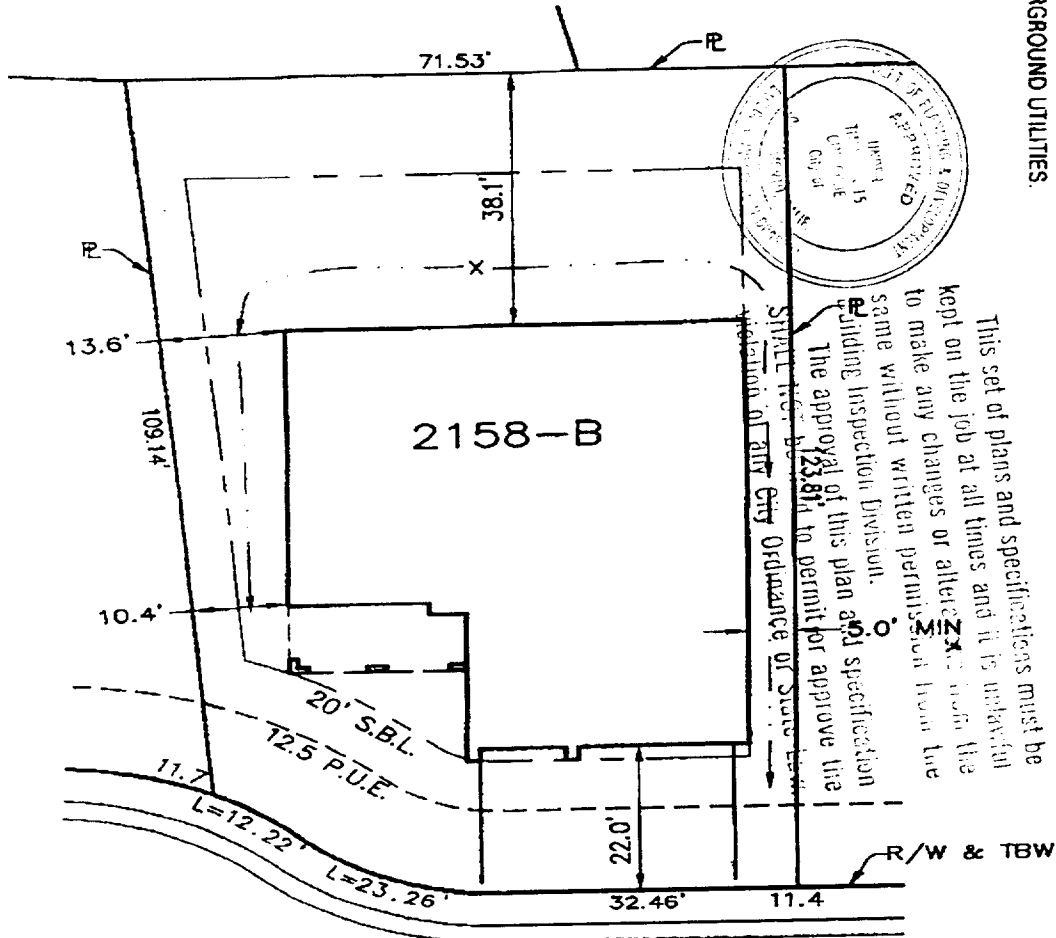 RGROUND UTILITIES.
71.53'
PL
38.1'
PL
X
13.6'
109.14'
2158-B
PL
123.81'
10.4'
5.0' MIN
20' S.B.L.
12.5 P.U.E.
11.7
L=12.22'
L=23.26'
22.0'
32.46'
11.4
R/W & TBW
APPROVED
This set of plans and specifications must be
kept on the job at all times and it is unlawful
to make any changes or from the
same without written permission from the
Building Inspection Division.
The approval of this plan and specification
SHALL NOT be to permit or approve the
violation of any City Ordinance or State Law.